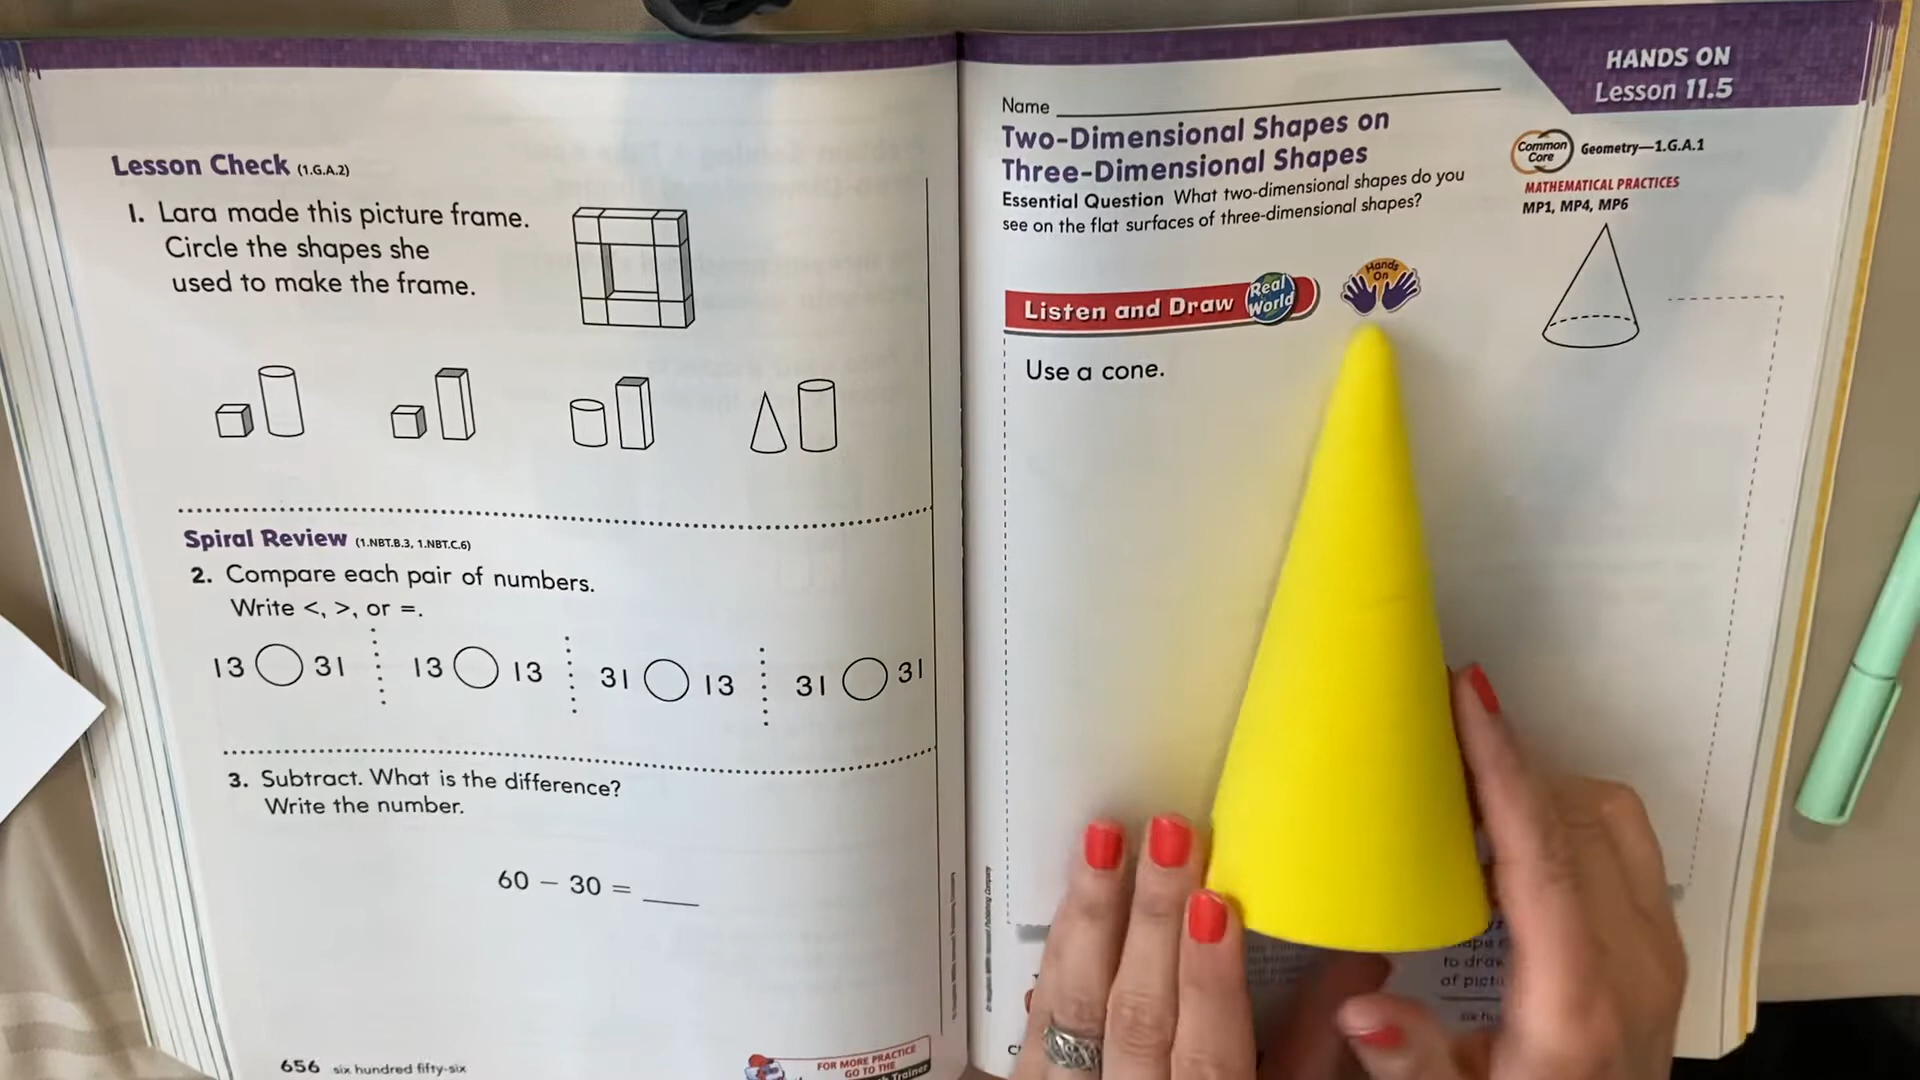 Lesson Check (1.G.A.2)
1. Lara made this picture frame.
Circle the shapes she
used to make the frame.
Spiral Review (1.NBT.B.3, 1.NBT.C.6)
2. Compare each pair of numbers.
Write <, >, or =.
13 31 13 13 31 13 31 31
3. Subtract. What is the difference?
Write the number.
60 − 30 = ____
656 six hundred fifty-six
FOR MORE PRACTICE
GO TO THE
Trainer
HANDS ON
Lesson 11.5
Name
Two-Dimensional Shapes on
Three-Dimensional Shapes
Essential Question What two-dimensional shapes do you
see on the flat surfaces of three-dimensional shapes?
Common
Core
Geometry—1.G.A.1
MATHEMATICAL PRACTICES
MP1, MP4, MP6
Listen and Draw
Real
World
Hands
On
Use a cone.
to draw
of